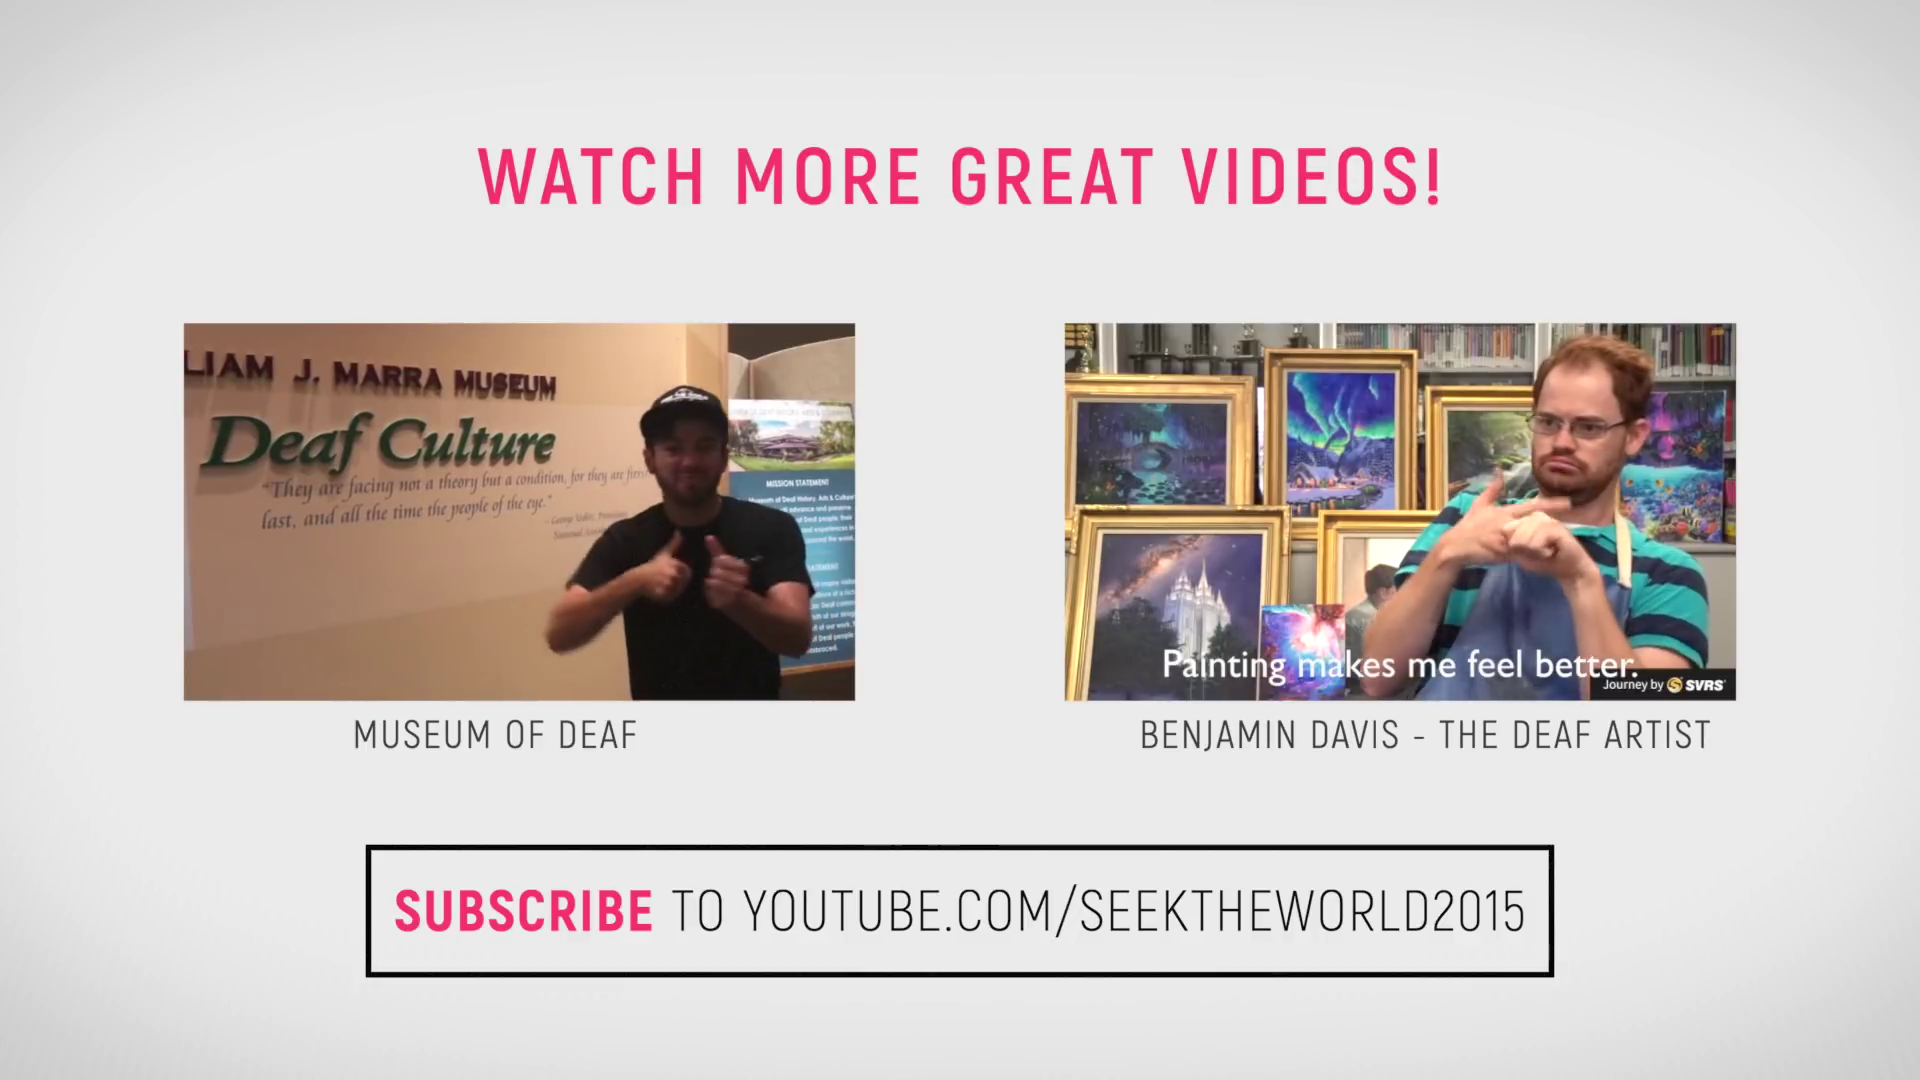 WATCH MORE GREAT VIDEOS!
LIAM J. MARRA MUSEUM
Deaf Culture
"They are facing not a theory but a condition, for they are first
last, and all the time the people of the eye."
MISSION STATEMENT
Painting makes me feel better.
Journey by SVRS
MUSEUM OF DEAF
BENJAMIN DAVIS - THE DEAF ARTIST
SUBSCRIBE TO YOUTUBE.COM/SEEKTHEWORLD2015